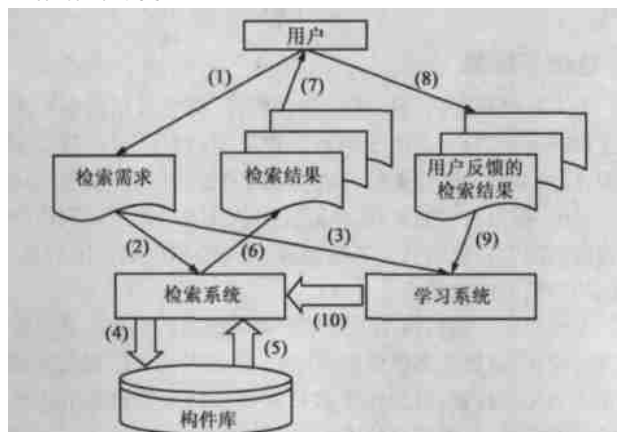 用户
(1)
(7)
(8)
检索需求
检索结果
用户反馈的
检索结果
(2)
(6)
(3)
(9)
检索系统
学习系统
(10)
(4)
(5)
构件库